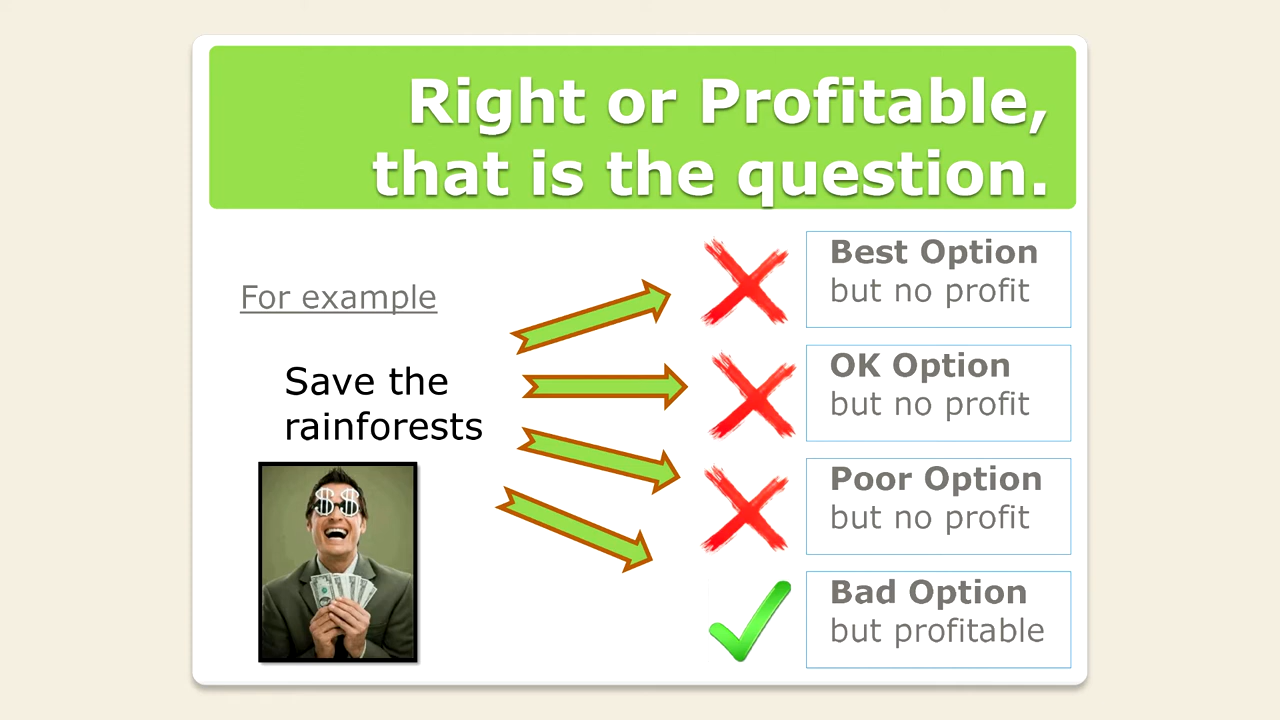 Right or Profitable,
that is the question.
For example
Save the
rainforests
$$
Best Option
but no profit
OK Option
but no profit
Poor Option
but no profit
Bad Option
but profitable